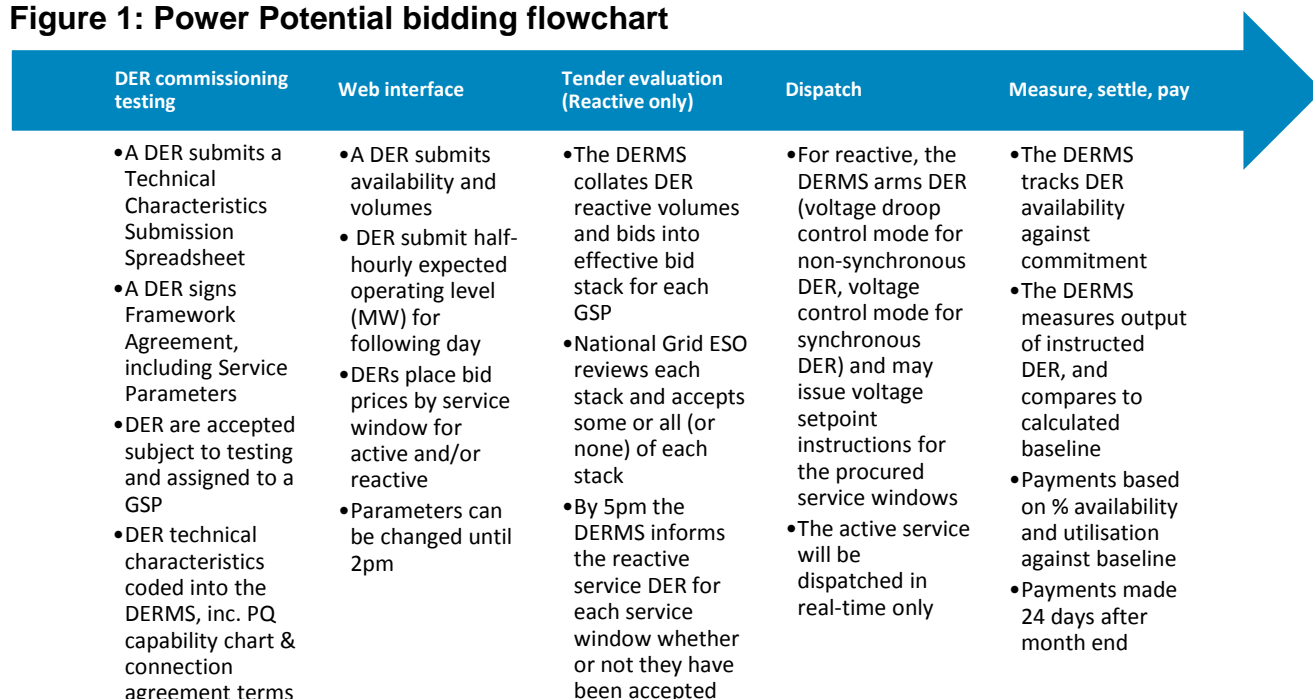 Figure 1: Power Potential bidding flowchart
DER commissioning
testing
•A DER submits a
Technical
Characteristics
Submission
Spreadsheet
•A DER signs
Framework
Agreement,
including Service
Parameters
•DER are accepted
subject to testing
and assigned to a
GSP
•DER technical
characteristics
coded into the
DERMS, inc. PQ
capability chart &
connection
agreement terms
Web interface
•A DER submits
availability and
volumes
• DER submit half-
hourly expected
operating level
(MW) for
following day
•DERs place bid
prices by service
window for
active and/or
reactive
•Parameters can
be changed until
2pm
Tender evaluation
(Reactive only)
•The DERMS
collates DER
reactive volumes
and bids into
effective bid
stack for each
GSP
•National Grid ESO
reviews each
stack and accepts
some or all (or
none) of each
stack
•By 5pm the
DERMS informs
the reactive
service DER for
each service
window whether
or not they have
been accepted
Dispatch
•For reactive, the
DERMS arms DER
(voltage droop
control mode for
non-synchronous
DER, voltage
control mode for
synchronous
DER) and may
issue voltage
setpoint
instructions for
the procured
service windows
•The active service
will be
dispatched in
real-time only
Measure, settle, pay
•The DERMS
tracks DER
availability
against
commitment
•The DERMS
measures output
of instructed
DER, and
compares to
calculated
baseline
•Payments based
on % availability
and utilisation
against baseline
•Payments made
24 days after
month end